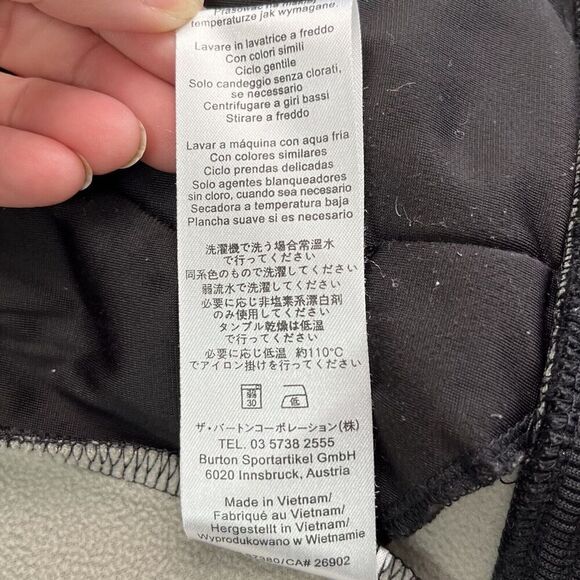 Prasować na
temperaturze jak wymagane.
Lavare in lavatrice a freddo
Con colori simili
Ciclo gentile
Solo candeggio senza clorati,
se necessario
Centrifugare a giri bassi
Stirare a freddo
Lavar a máquina con aqua fria
Con colores similares
Ciclo prendas delicadas
Solo agentes blanqueadores
sin cloro, cuando sea necesario
Secadora a temperatura baja
Plancha suave si es necesario
洗濯機で洗う場合常温水
で行ってください
同系色のもので洗濯してください
弱流水で洗濯してください
必要に応じ非塩素系漂白剤
のみ使用してください
タンブル乾燥は低温
で行ってください
必要に応じ低温 約110℃
でアイロン掛けを行ってください
弱
30
低
ザ・バートンコーポレーション(株)
TEL. 03 5738 2555
Burton Sportartikel GmbH
6020 Innsbruck, Austria
Made in Vietnam/
Fabriqué au Vietnam/
Hergestellt in Vietnam/
Wyprodukowano w Wietnamie
/CA# 26902